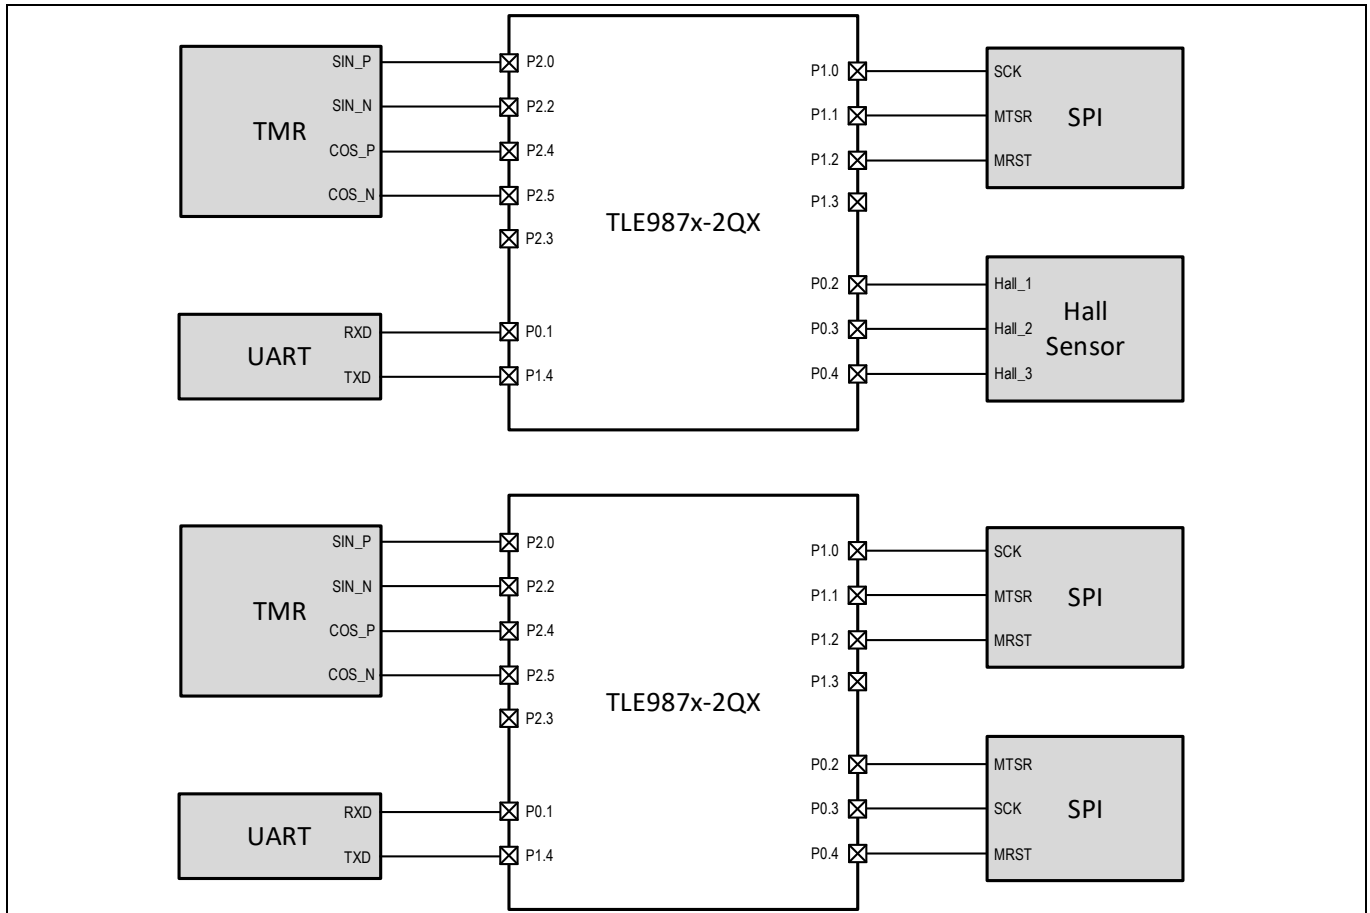 SIN_P
SIN_N
COS_P
COS_N
TMR
P2.0
P2.2
P2.4
P2.5
P2.3
RXD
TXD
UART
P0.1
P1.4
TLE987x-2QX
P1.0
P1.1
P1.2
P1.3
SCK
MTSR
MRST
SPI
P0.2
P0.3
P0.4
Hall_1
Hall_2
Hall_3
Hall
Sensor
SIN_P
SIN_N
COS_P
COS_N
TMR
P2.0
P2.2
P2.4
P2.5
P2.3
RXD
TXD
UART
P0.1
P1.4
TLE987x-2QX
P1.0
P1.1
P1.2
P1.3
SCK
MTSR
MRST
SPI
P0.2
P0.3
P0.4
MTSR
SCK
MRST
SPI